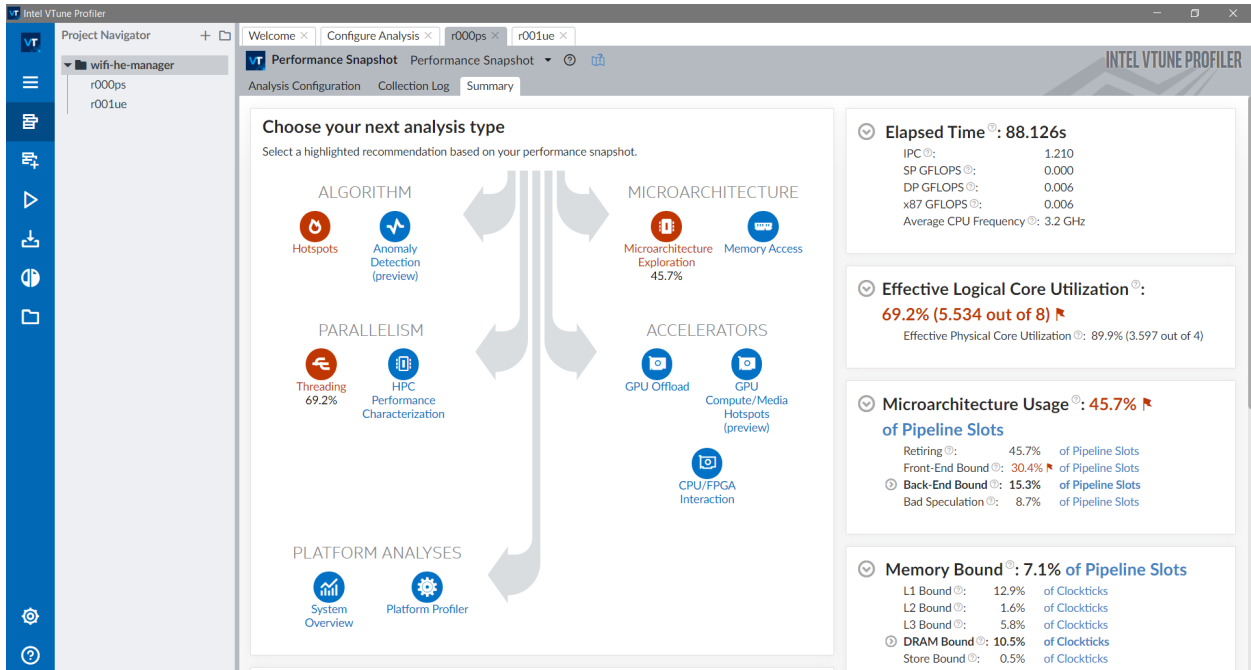 Intel VTune Profiler
Project Navigator
wifi-he-manager
r000ps
r001ue
Welcome
Configure Analysis
r000ps
r001ue
Performance Snapshot Performance Snapshot
INTEL VTUNE PROFILER
Analysis Configuration Collection Log Summary
Choose your next analysis type
Select a highlighted recommendation based on your performance snapshot.
ALGORITHM
Hotspots
Anomaly
Detection
(preview)
MICROARCHITECTURE
Microarchitecture
Exploration
45.7%
Memory Access
PARALLELISM
Threading
69.2%
HPC
Performance
Characterization
ACCELERATORS
GPU Offload
GPU
Compute/Media
Hotspots
(preview)
CPU/FPGA
Interaction
PLATFORM ANALYSES
System
Overview
Platform Profiler
Elapsed Time: 88.126s
IPC: 1.210
SP GFLOPS: 0.000
DP GFLOPS: 0.006
x87 GFLOPS: 0.006
Average CPU Frequency: 3.2 GHz
Effective Logical Core Utilization:
69.2% (5.534 out of 8)
Effective Physical Core Utilization: 89.9% (3.597 out of 4)
Microarchitecture Usage: 45.7%
of Pipeline Slots
Retiring: 45.7% of Pipeline Slots
Front-End Bound: 30.4% of Pipeline Slots
Back-End Bound: 15.3% of Pipeline Slots
Bad Speculation: 8.7% of Pipeline Slots
Memory Bound: 7.1% of Pipeline Slots
L1 Bound: 12.9% of Clockticks
L2 Bound: 1.6% of Clockticks
L3 Bound: 5.8% of Clockticks
DRAM Bound: 10.5% of Clockticks
Store Bound: 0.5% of Clockticks